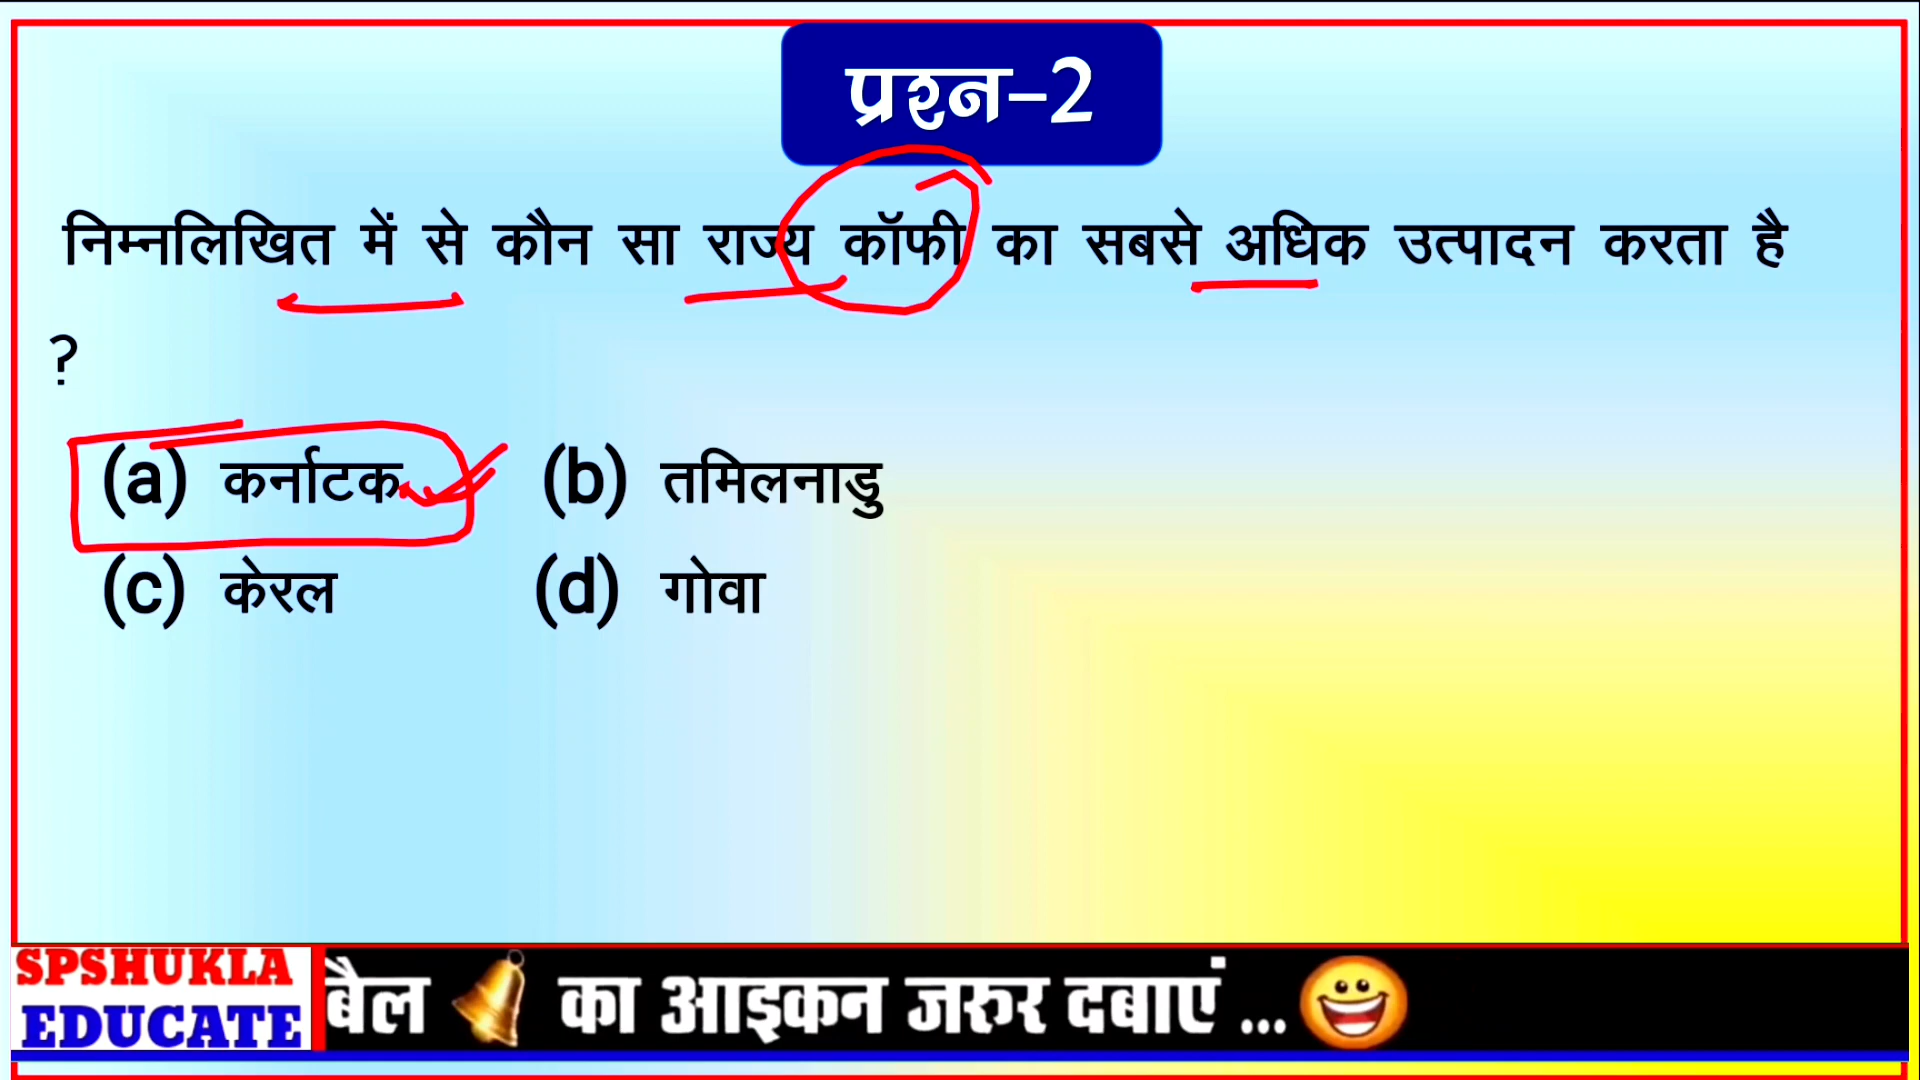 प्रश्न–2
निम्नलिखित में से कौन सा राज्य कॉफी का सबसे अधिक उत्पादन करता है
?
(a) कर्नाटक (b) तमिलनाडु
(c) केरल (d) गोवा
SPSHUKLA
EDUCATE
बैल का आइकन जरुर दबाएं ...